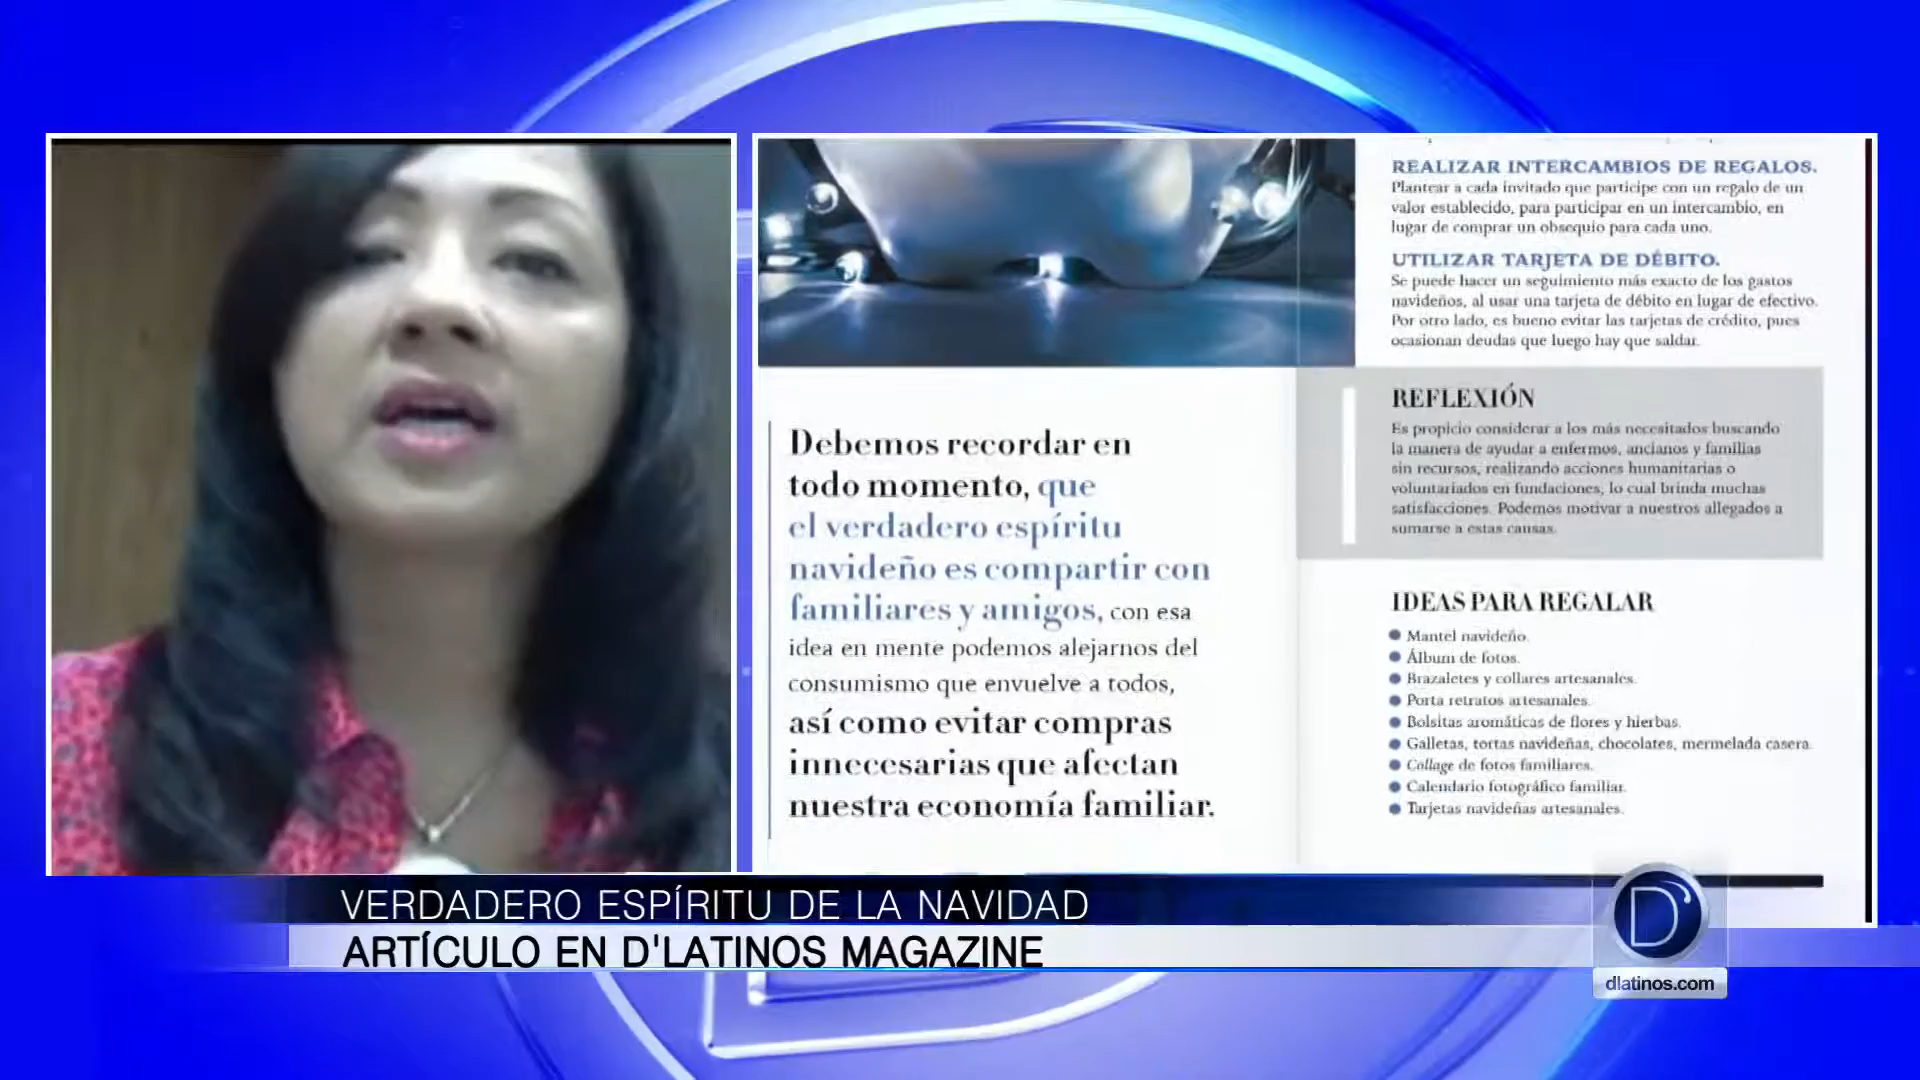 REALIZAR INTERCAMBIOS DE REGALOS.
Plantear a cada invitado que participe con un regalo de un
valor establecido, para participar en un intercambio, en
lugar de comprar un obsequio para cada uno.
UTILIZAR TARJETA DE DÉBITO.
Se puede hacer un seguimiento más exacto de los gastos
navideños, al usar una tarjeta de débito en lugar de efectivo.
Por otro lado, es bueno evitar las tarjetas de crédito, pues
ocasionan deudas que luego hay que saldar.
REFLEXIÓN
Es propicio considerar a los más necesitados buscando
la manera de ayudar a enfermos, ancianos y familias
sin recursos, realizando acciones humanitarias o
voluntariados en fundaciones, lo cual brinda muchas
satisfacciones. Podemos motivar a nuestros allegados a
sumarse a estas causas.
Debemos recordar en
todo momento, que
el verdadero espíritu
navideño es compartir con
familiares y amigos, con esa
idea en mente podemos alejarnos del
consumismo que envuelve a todos,
así como evitar compras
innecesarias que afectan
nuestra economía familiar.
IDEAS PARA REGALAR
Mantel navideño.
Álbum de fotos.
Brazaletes y collares artesanales.
Porta retratos artesanales.
Bolsitas aromáticas de flores y hierbas.
Galletas, tortas navideñas, chocolates, mermelada casera.
Collage de fotos familiares.
Calendario fotográfico familiar.
Tarjetas navideñas artesanales.
VERDADERO ESPÍRITU DE LA NAVIDAD
ARTÍCULO EN D'LATINOS MAGAZINE
D'
dlatinos.com